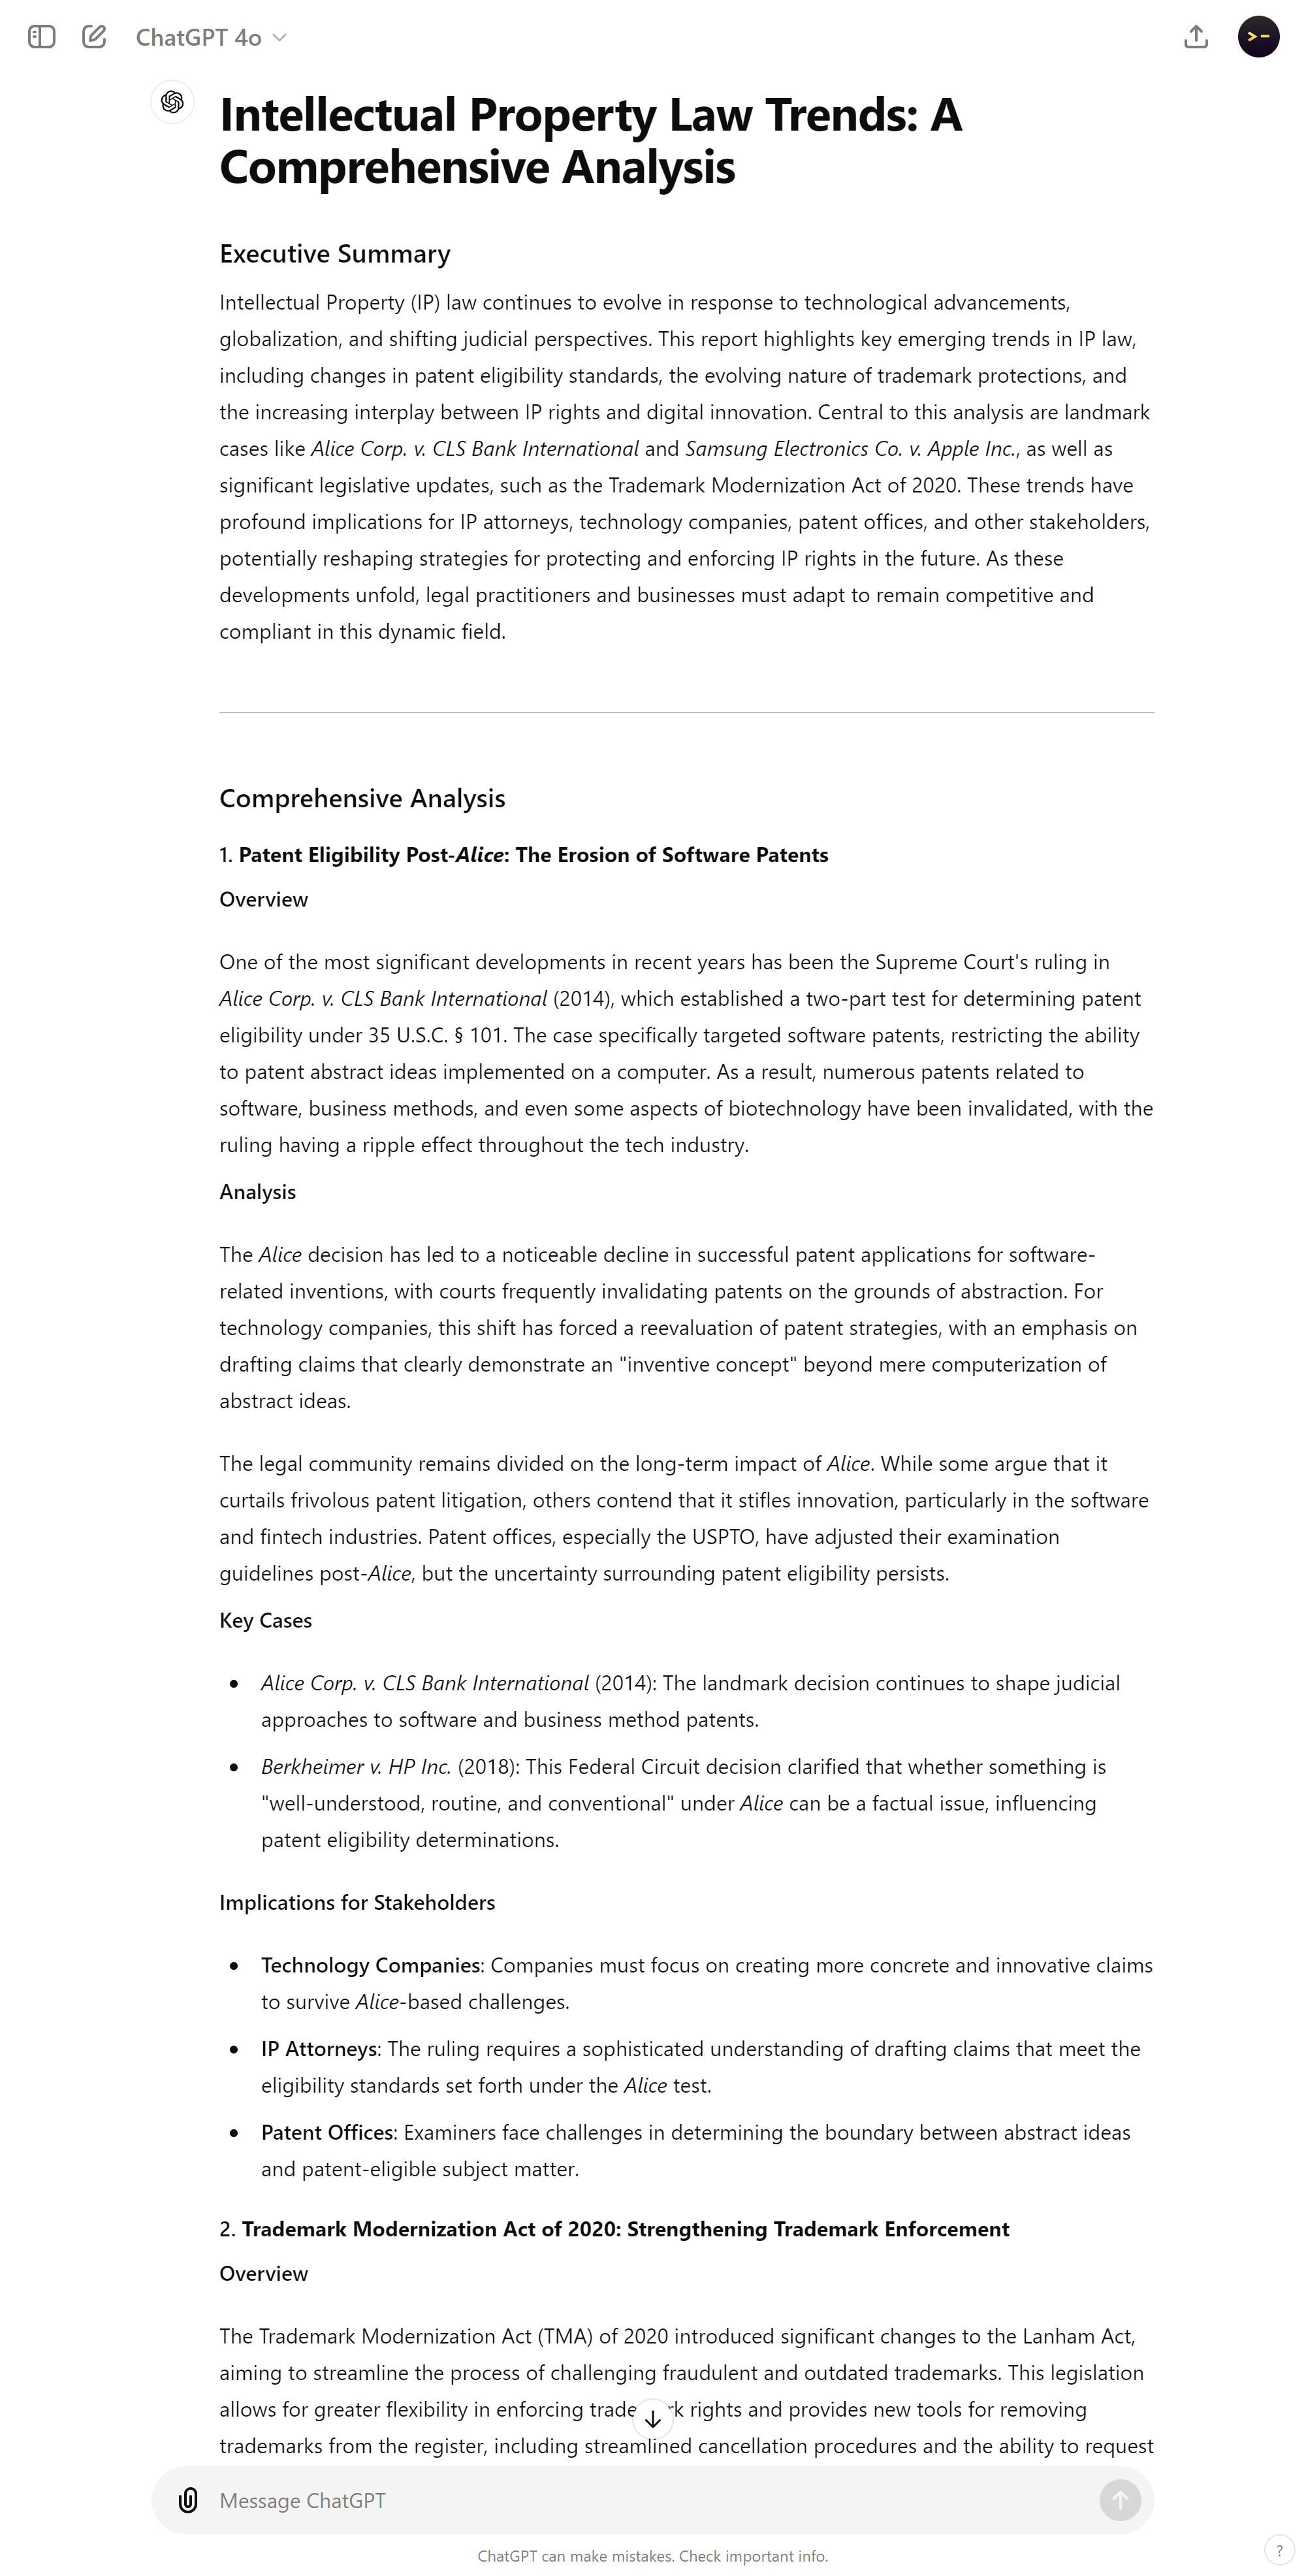 ChatGPT 4o
Intellectual Property Law Trends: A
Comprehensive Analysis
Executive Summary
Intellectual Property (IP) law continues to evolve in response to technological advancements,
globalization, and shifting judicial perspectives. This report highlights key emerging trends in IP law,
including changes in patent eligibility standards, the evolving nature of trademark protections, and
the increasing interplay between IP rights and digital innovation. Central to this analysis are landmark
cases like Alice Corp. v. CLS Bank International and Samsung Electronics Co. v. Apple Inc., as well as
significant legislative updates, such as the Trademark Modernization Act of 2020. These trends have
profound implications for IP attorneys, technology companies, patent offices, and other stakeholders,
potentially reshaping strategies for protecting and enforcing IP rights in the future. As these
developments unfold, legal practitioners and businesses must adapt to remain competitive and
compliant in this dynamic field.
Comprehensive Analysis
1. Patent Eligibility Post-Alice: The Erosion of Software Patents
Overview
One of the most significant developments in recent years has been the Supreme Court's ruling in
Alice Corp. v. CLS Bank International (2014), which established a two-part test for determining patent
eligibility under 35 U.S.C. § 101. The case specifically targeted software patents, restricting the ability
to patent abstract ideas implemented on a computer. As a result, numerous patents related to
software, business methods, and even some aspects of biotechnology have been invalidated, with the
ruling having a ripple effect throughout the tech industry.
Analysis
The Alice decision has led to a noticeable decline in successful patent applications for software-
related inventions, with courts frequently invalidating patents on the grounds of abstraction. For
technology companies, this shift has forced a reevaluation of patent strategies, with an emphasis on
drafting claims that clearly demonstrate an "inventive concept" beyond mere computerization of
abstract ideas.
The legal community remains divided on the long-term impact of Alice. While some argue that it
curtails frivolous patent litigation, others contend that it stifles innovation, particularly in the software
and fintech industries. Patent offices, especially the USPTO, have adjusted their examination
guidelines post-Alice, but the uncertainty surrounding patent eligibility persists.
Key Cases
• Alice Corp. v. CLS Bank International (2014): The landmark decision continues to shape judicial
approaches to software and business method patents.
• Berkheimer v. HP Inc. (2018): This Federal Circuit decision clarified that whether something is
"well-understood, routine, and conventional" under Alice can be a factual issue, influencing
patent eligibility determinations.
Implications for Stakeholders
• Technology Companies: Companies must focus on creating more concrete and innovative claims
to survive Alice-based challenges.
• IP Attorneys: The ruling requires a sophisticated understanding of drafting claims that meet the
eligibility standards set forth under the Alice test.
• Patent Offices: Examiners face challenges in determining the boundary between abstract ideas
and patent-eligible subject matter.
2. Trademark Modernization Act of 2020: Strengthening Trademark Enforcement
Overview
The Trademark Modernization Act (TMA) of 2020 introduced significant changes to the Lanham Act,
aiming to streamline the process of challenging fraudulent and outdated trademarks. This legislation
allows for greater flexibility in enforcing trademark rights and provides new tools for removing
trademarks from the register, including streamlined cancellation procedures and the ability to request
Message ChatGPT
ChatGPT can make mistakes. Check important info.
?